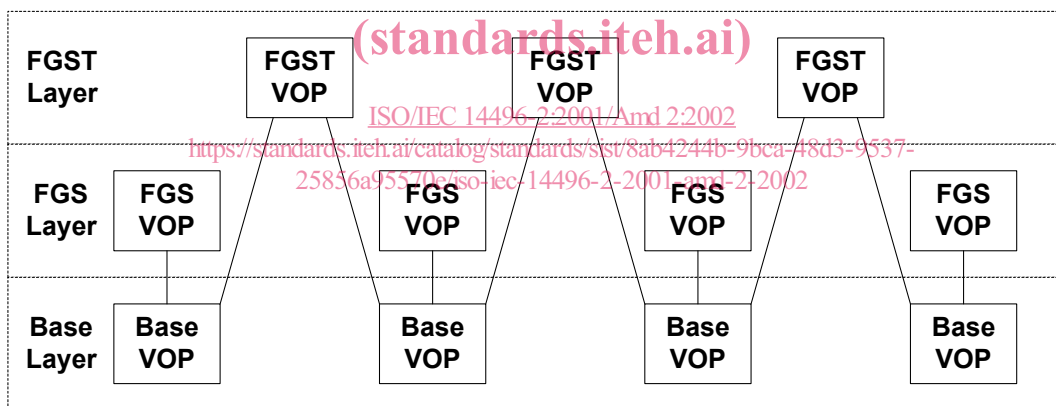 (standards.iteh.ai)
FGST
Layer
FGST
VOP
FGST
VOP
FGST
VOP
ISO/IEC 14496-2:2001/Amd 2:2002
https://standards.iteh.ai/catalog/standards/sist/8ab4244b-9bca-48d3-9537-
25856a95570e/iso-iec-14496-2-2001-amd-2-2002
FGS
Layer
FGS
VOP
FGS
VOP
FGS
VOP
FGS
VOP
Base
Layer
Base
VOP
Base
VOP
Base
VOP
Base
VOP